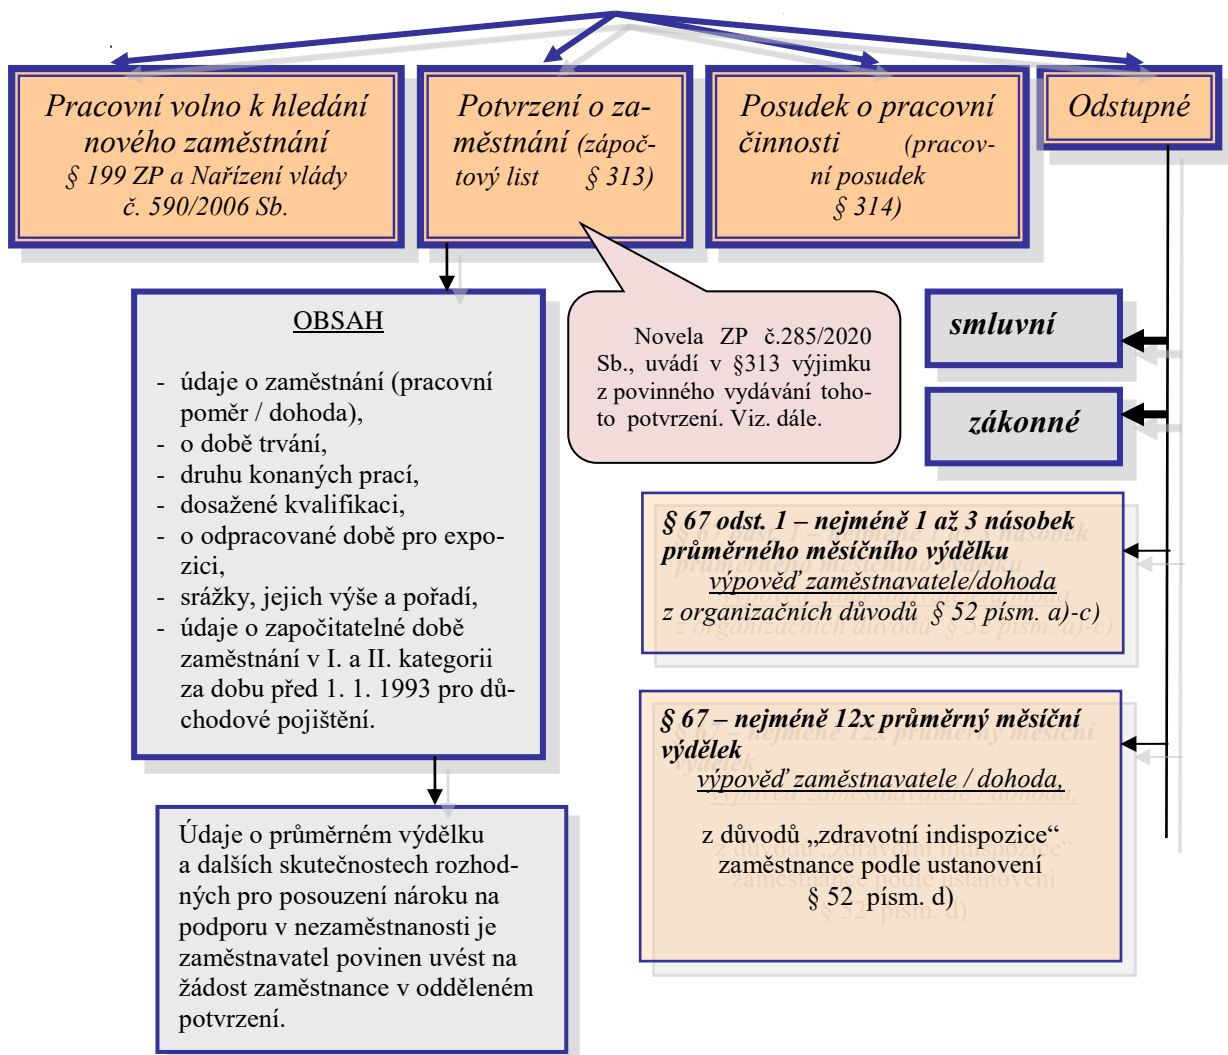 Pracovní volno k hledání
nového zaměstnání
§ 199 ZP a Nařízení vlády
č. 590/2006 Sb.
Potvrzení o za-
městnání (zápoč-
tový list § 313)
Posudek o pracovní
činnosti (pracov-
ní posudek
§ 314)
Odstupné
OBSAH
- údaje o zaměstnání (pracovní
poměr / dohoda),
- o době trvání,
- druhu konaných prací,
- dosažené kvalifikaci,
- o odpracované době pro expo-
zici,
- srážky, jejich výše a pořadí,
- údaje o započitatelné době
zaměstnání v I. a II. kategorii
za dobu před 1. 1. 1993 pro dů-
chodové pojištění.
Novela ZP č.285/2020
Sb., uvádí v §313 výjimku
z povinného vydávání toho-
to potvrzení. Viz. dále.
smluvní
zákonné
§ 67 odst. 1 – nejméně 1 až 3 násobek
průměrného měsíčního výdělku
výpověď zaměstnavatele/dohoda
z organizačních důvodů § 52 písm. a)-c)
§ 67 – nejméně 12x průměrný měsíční
výdělek
výpověď zaměstnavatele / dohoda,
z důvodů „zdravotní indispozice“
zaměstnance podle ustanovení
§ 52 písm. d)
Údaje o průměrném výdělku
a dalších skutečnostech rozhod-
ných pro posouzení nároku na
podporu v nezaměstnanosti je
zaměstnavatel povinen uvést na
žádost zaměstnance v odděleném
potvrzení.